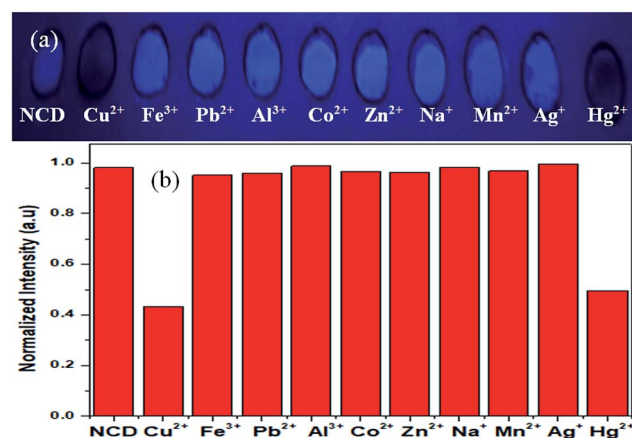 (a)
NCD Cu²⁺ Fe³⁺ Pb²⁺ Al³⁺ Co²⁺ Zn²⁺ Na⁺ Mn²⁺ Ag⁺ Hg²⁺
(b)
Normalized Intensity (a.u)
1.0
0.8
0.6
0.4
0.2
0.0
NCD Cu²⁺ Fe³⁺ Pb²⁺ Al³⁺ Co²⁺ Zn²⁺ Na⁺ Mn²⁺ Ag⁺ Hg²⁺